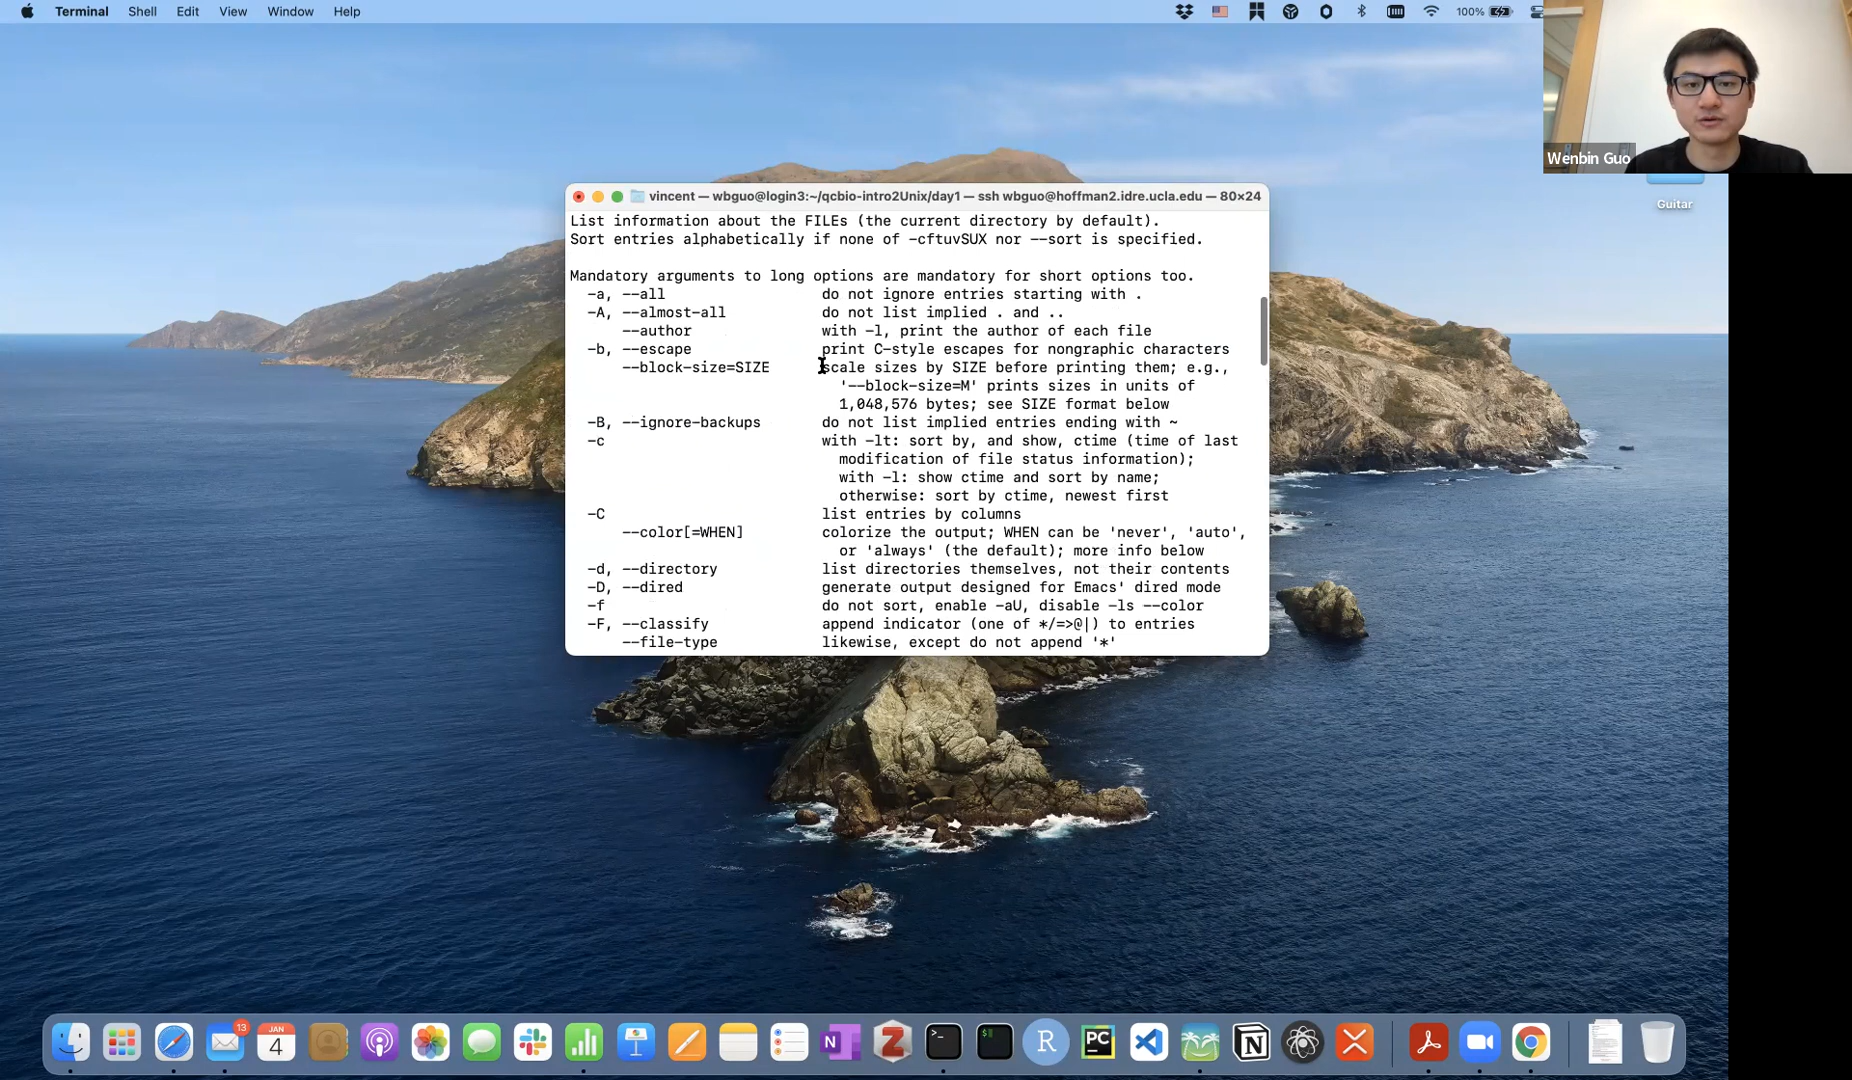 Terminal Shell Edit View Window Help 100%
Wenbin Guo
Guitar
vincent — wbguo@login3:~/qcbio-intro2Unix/day1 — ssh wbguo@hoffman2.idre.ucla.edu — 80×24
List information about the FILEs (the current directory by default).
Sort entries alphabetically if none of -cftuvSUX nor --sort is specified.
Mandatory arguments to long options are mandatory for short options too.
-a, --all do not ignore entries starting with .
-A, --almost-all do not list implied . and ..
--author with -l, print the author of each file
-b, --escape print C-style escapes for nongraphic characters
--block-size=SIZE scale sizes by SIZE before printing them; e.g.,
'--block-size=M' prints sizes in units of
1,048,576 bytes; see SIZE format below
-B, --ignore-backups do not list implied entries ending with ~
-c with -lt: sort by, and show, ctime (time of last
modification of file status information);
with -l: show ctime and sort by name;
otherwise: sort by ctime, newest first
-C list entries by columns
--color[=WHEN] colorize the output; WHEN can be 'never', 'auto',
or 'always' (the default); more info below
-d, --directory list directories themselves, not their contents
-D, --dired generate output designed for Emacs' dired mode
-f do not sort, enable -aU, disable -ls --color
-F, --classify append indicator (one of */=>@|) to entries
--file-type likewise, except do not append '*'
13
JAN
4
N
Z
>_
$
R
PC
N
X